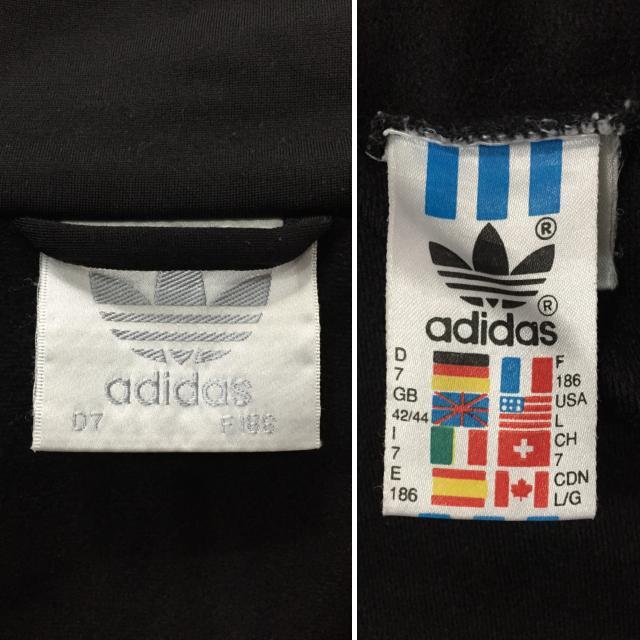 adidas
D7 F186
®
®
adidas
D
7
F
186
GB
42/44
USA
L
I
7
CH
7
E
186
CDN
L/G